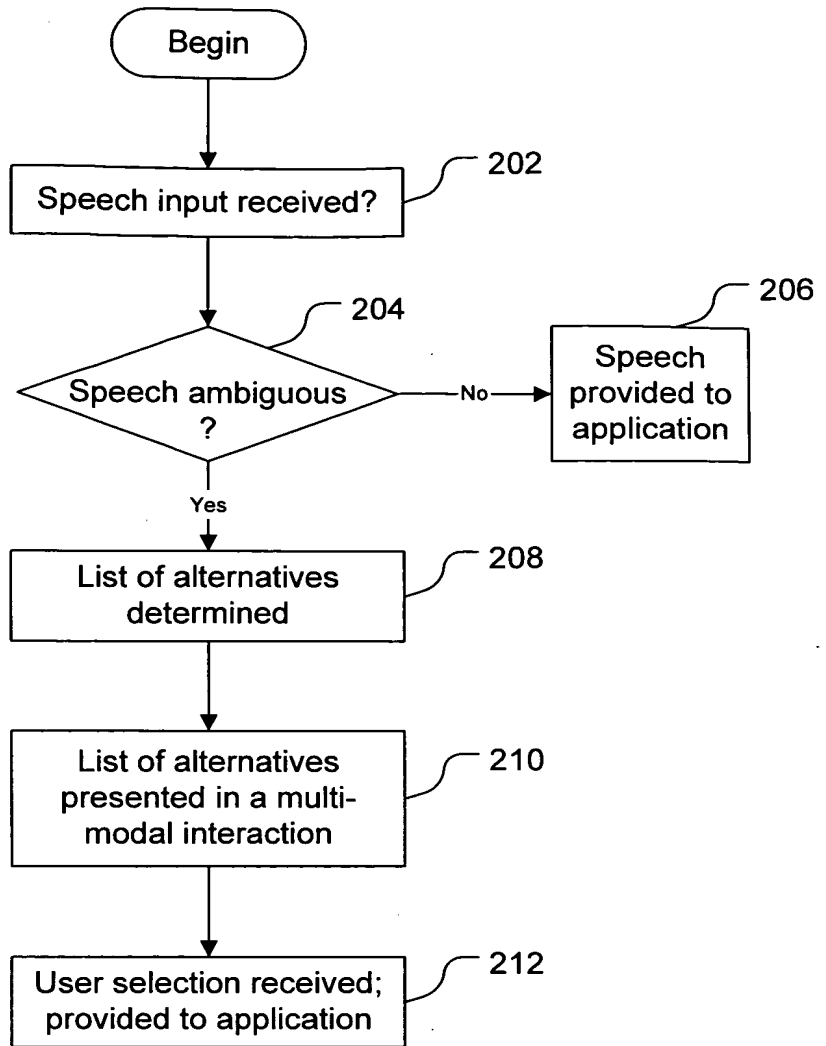 Begin
202
Speech input received?
204
206
Speech ambiguous
?
No
Speech
provided to
application
Yes
208
List of alternatives
determined
210
List of alternatives
presented in a multi-
modal interaction
212
User selection received;
provided to application